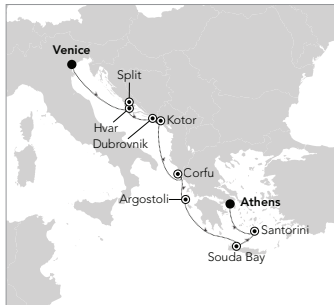 Venice
Split
Hvar
Dubrovnik
Kotor
Corfu
Argostoli
Athens
Santorini
Souda Bay